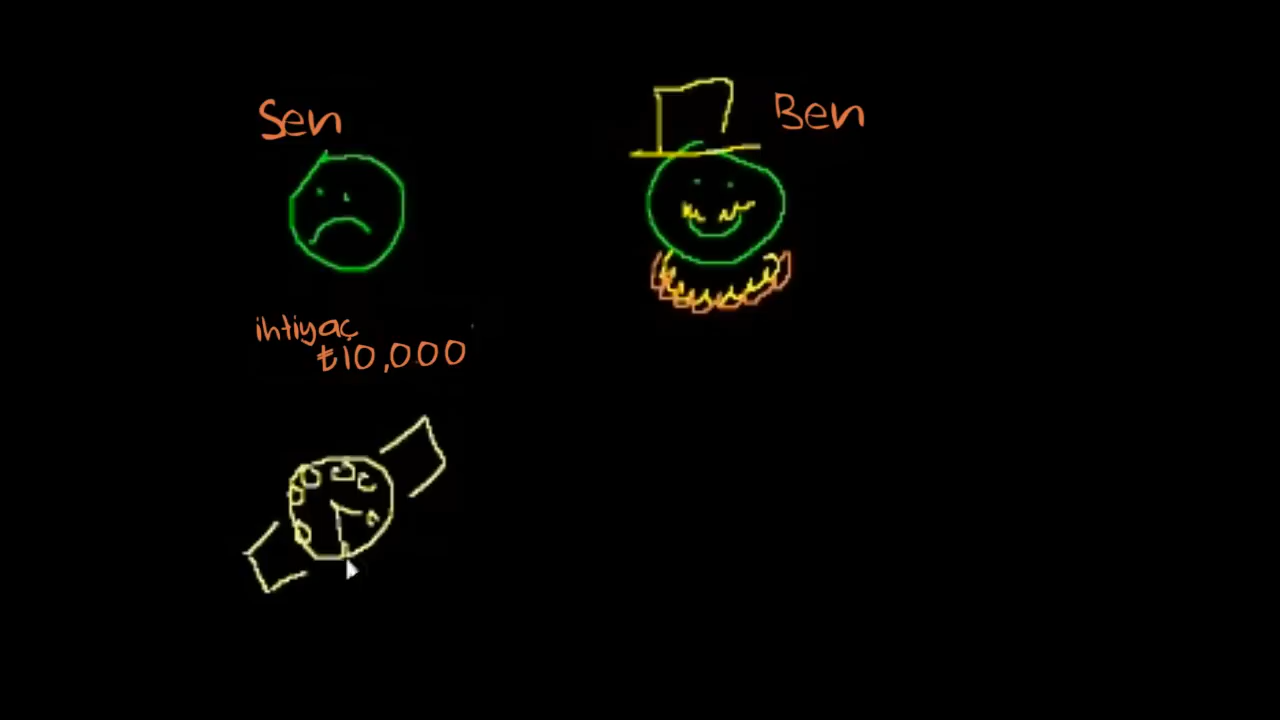 Sen
Ben
ihtiyaç
₺10,000